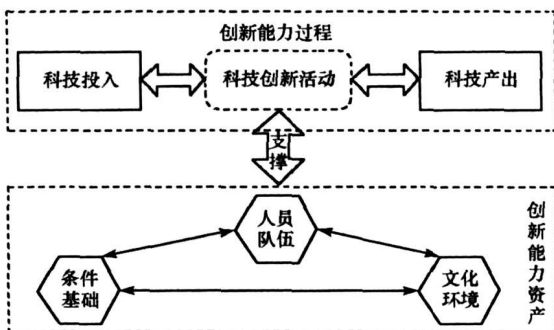 创新能力过程
科技投入
科技创新活动
科技产出
支撑
人员
队伍
条件
基础
文化
环境
创新能力资产